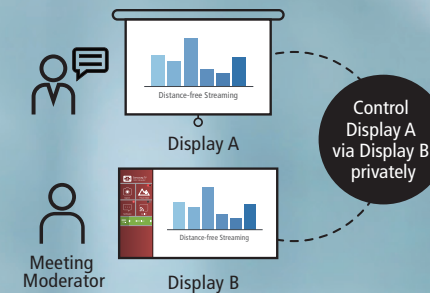 Distance-free Streaming
Display A
Control
Display A
via Display B
privately
Distance-free Streaming
Meeting
Moderator
Display B